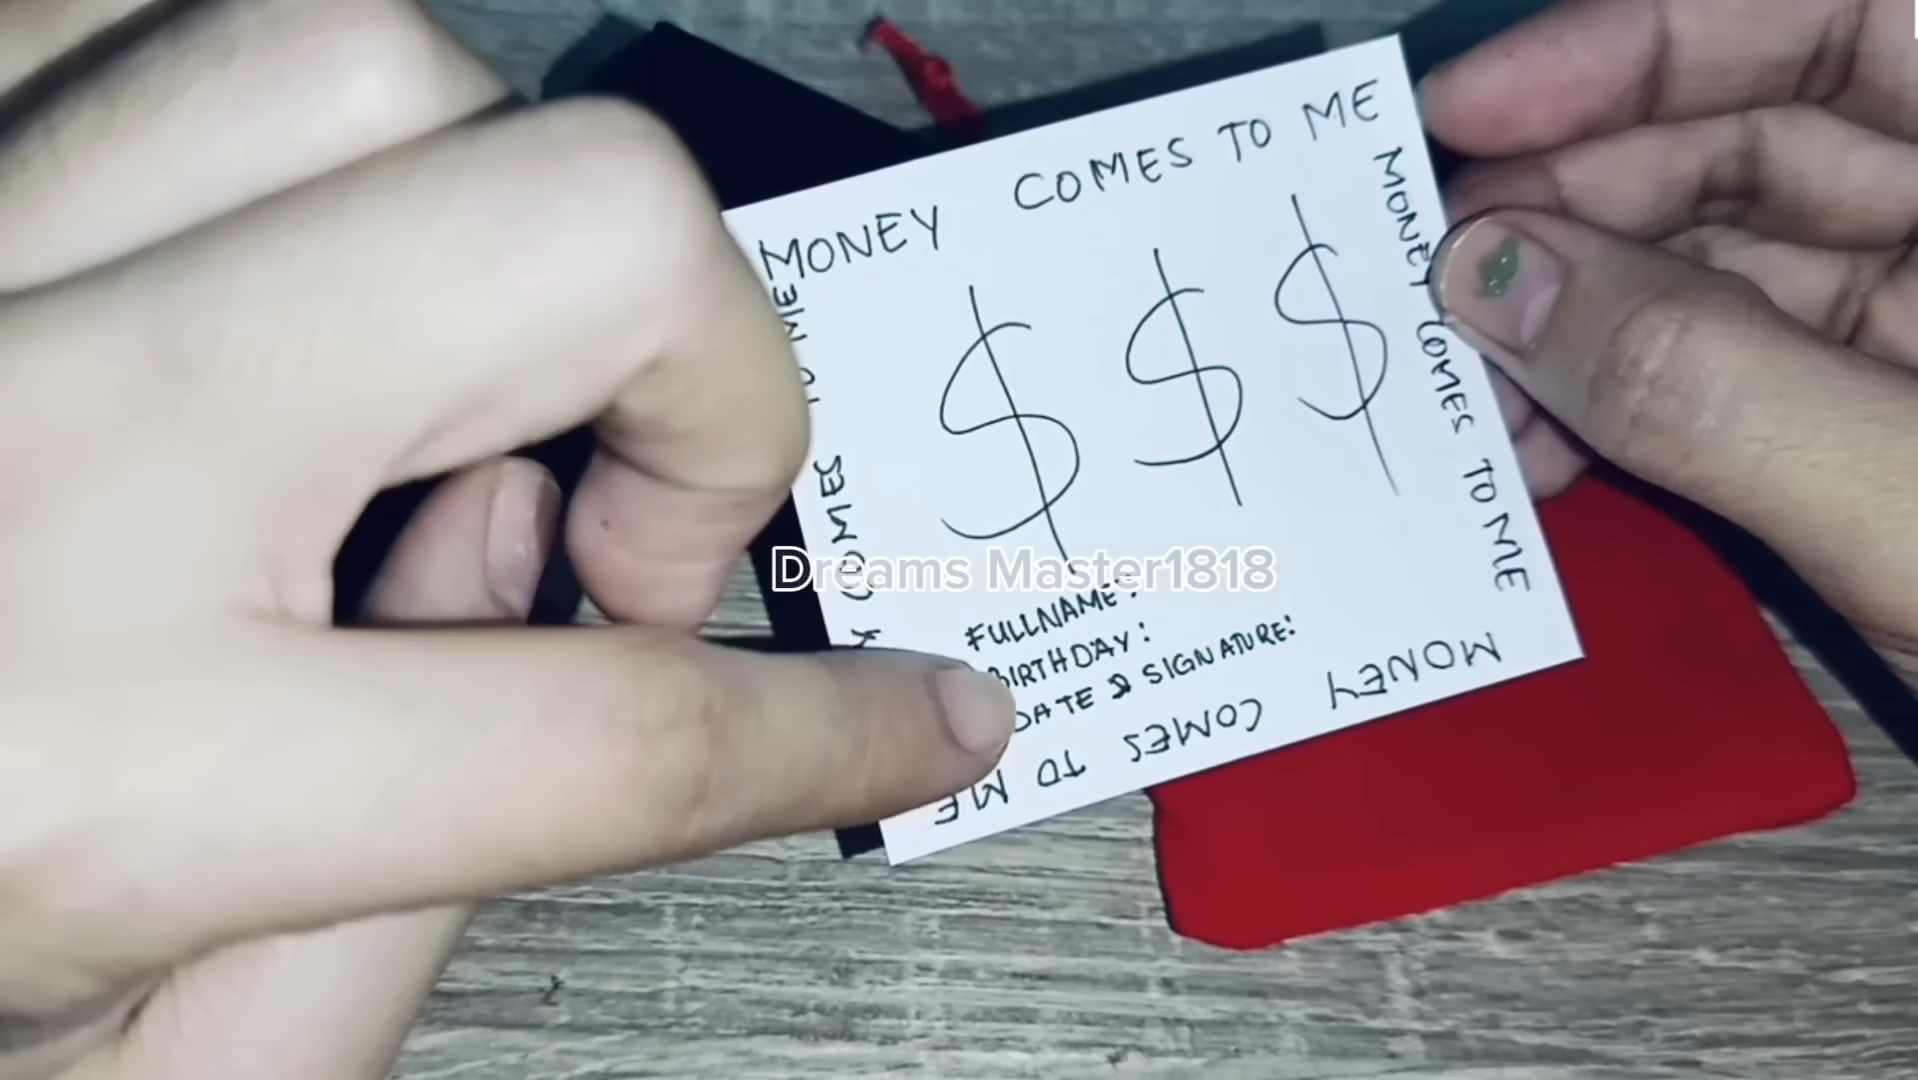 MONEY COMES TO ME
MONEY COMES TO ME
$ $ $
Dreams Master1818
FULLNAME:
BIRTHDAY:
DATE & SIGNATURE:
MONEY COMES TO ME
COMES TO ME